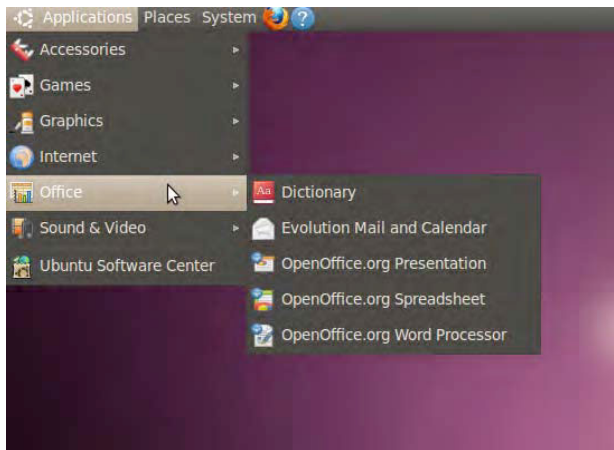 Applications Places System ?
Accessories
Games
Graphics
Internet
Office
Sound & Video
Ubuntu Software Center
Aa Dictionary
Evolution Mail and Calendar
OpenOffice.org Presentation
OpenOffice.org Spreadsheet
OpenOffice.org Word Processor